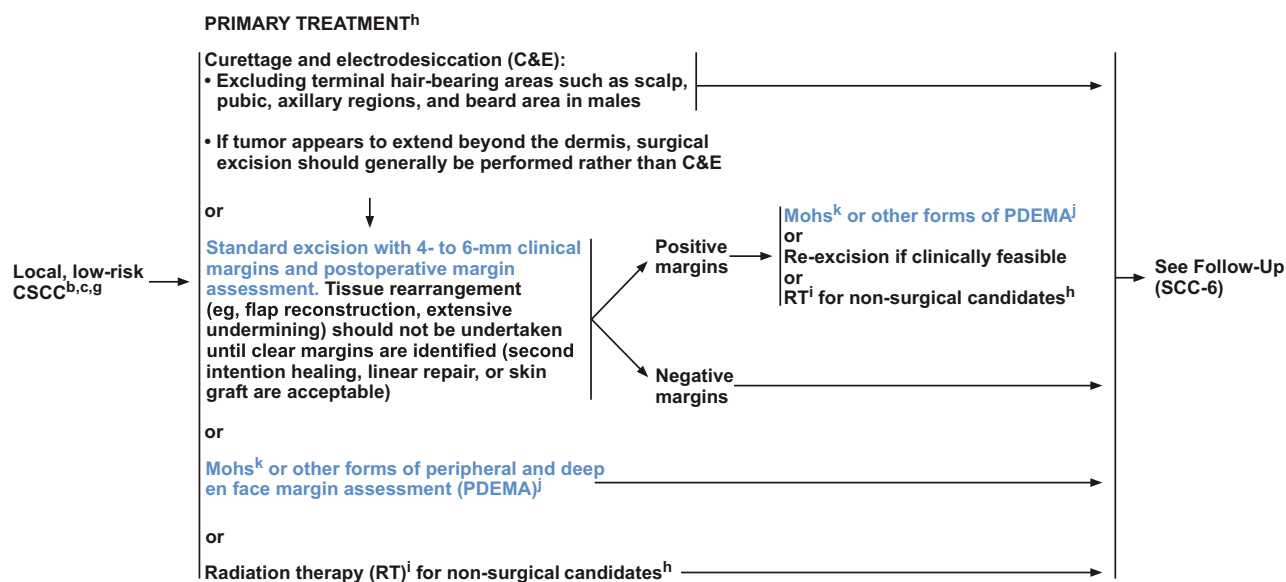 PRIMARY TREATMENTh
Curettage and electrodesiccation (C&E):
• Excluding terminal hair-bearing areas such as scalp,
pubic, axillary regions, and beard area in males
• If tumor appears to extend beyond the dermis, surgical
excision should generally be performed rather than C&E
or
Local, low-risk
CSCCb,c,g
Standard excision with 4- to 6-mm clinical
margins and postoperative margin
assessment. Tissue rearrangement
(eg, flap reconstruction, extensive
undermining) should not be undertaken
until clear margins are identified (second
intention healing, linear repair, or skin
graft are acceptable)
Positive
margins
Mohsk or other forms of PDEMAj
or
Re-excision if clinically feasible
or
RTi for non-surgical candidatesh
Negative
margins
or
Mohsk or other forms of peripheral and deep
en face margin assessment (PDEMA)j
or
Radiation therapy (RT)i for non-surgical candidatesh
See Follow-Up
(SCC-6)